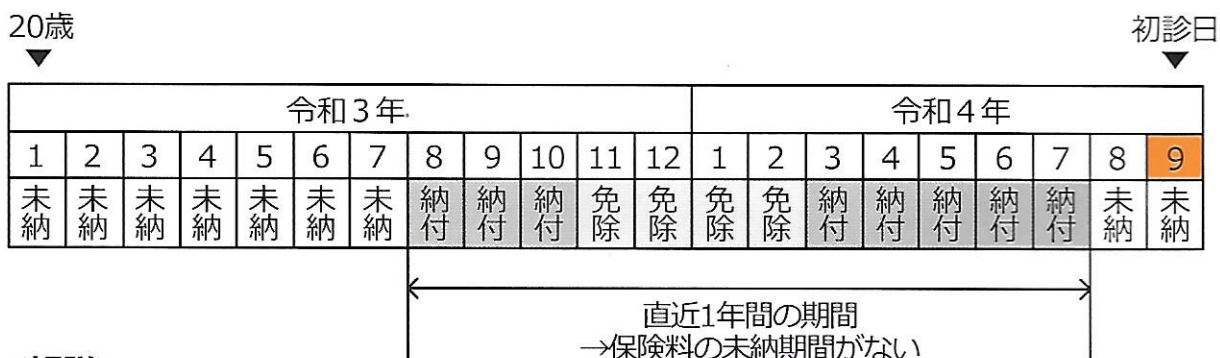 20歳 初診日
▼ ▼
令和3年 令和4年
1 2 3 4 5 6 7 8 9 10 11 12 1 2 3 4 5 6 7 8 9
未納 未納 未納 未納 未納 未納 未納 納付 納付 納付 免除 免除 免除 免除 納付 納付 納付 納付 納付 未納 未納
直近1年間の期間
→保険料の未納期間がない